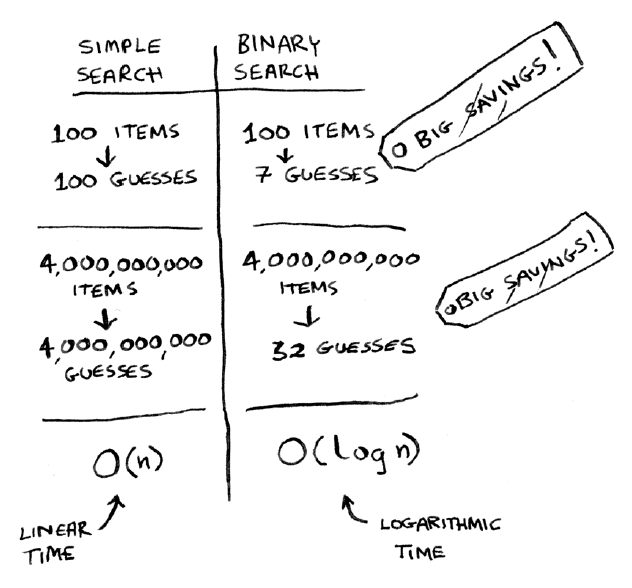 SIMPLE
SEARCH
BINARY
SEARCH
100 ITEMS
100 GUESSES
100 ITEMS
7 GUESSES
BIG SAVINGS!
4,000,000,000
ITEMS
4,000,000,000
GUESSES
4,000,000,000
ITEMS
32 GUESSES
BIG SAVINGS!
O(n)
O(log n)
LINEAR
TIME
LOGARITHMIC
TIME